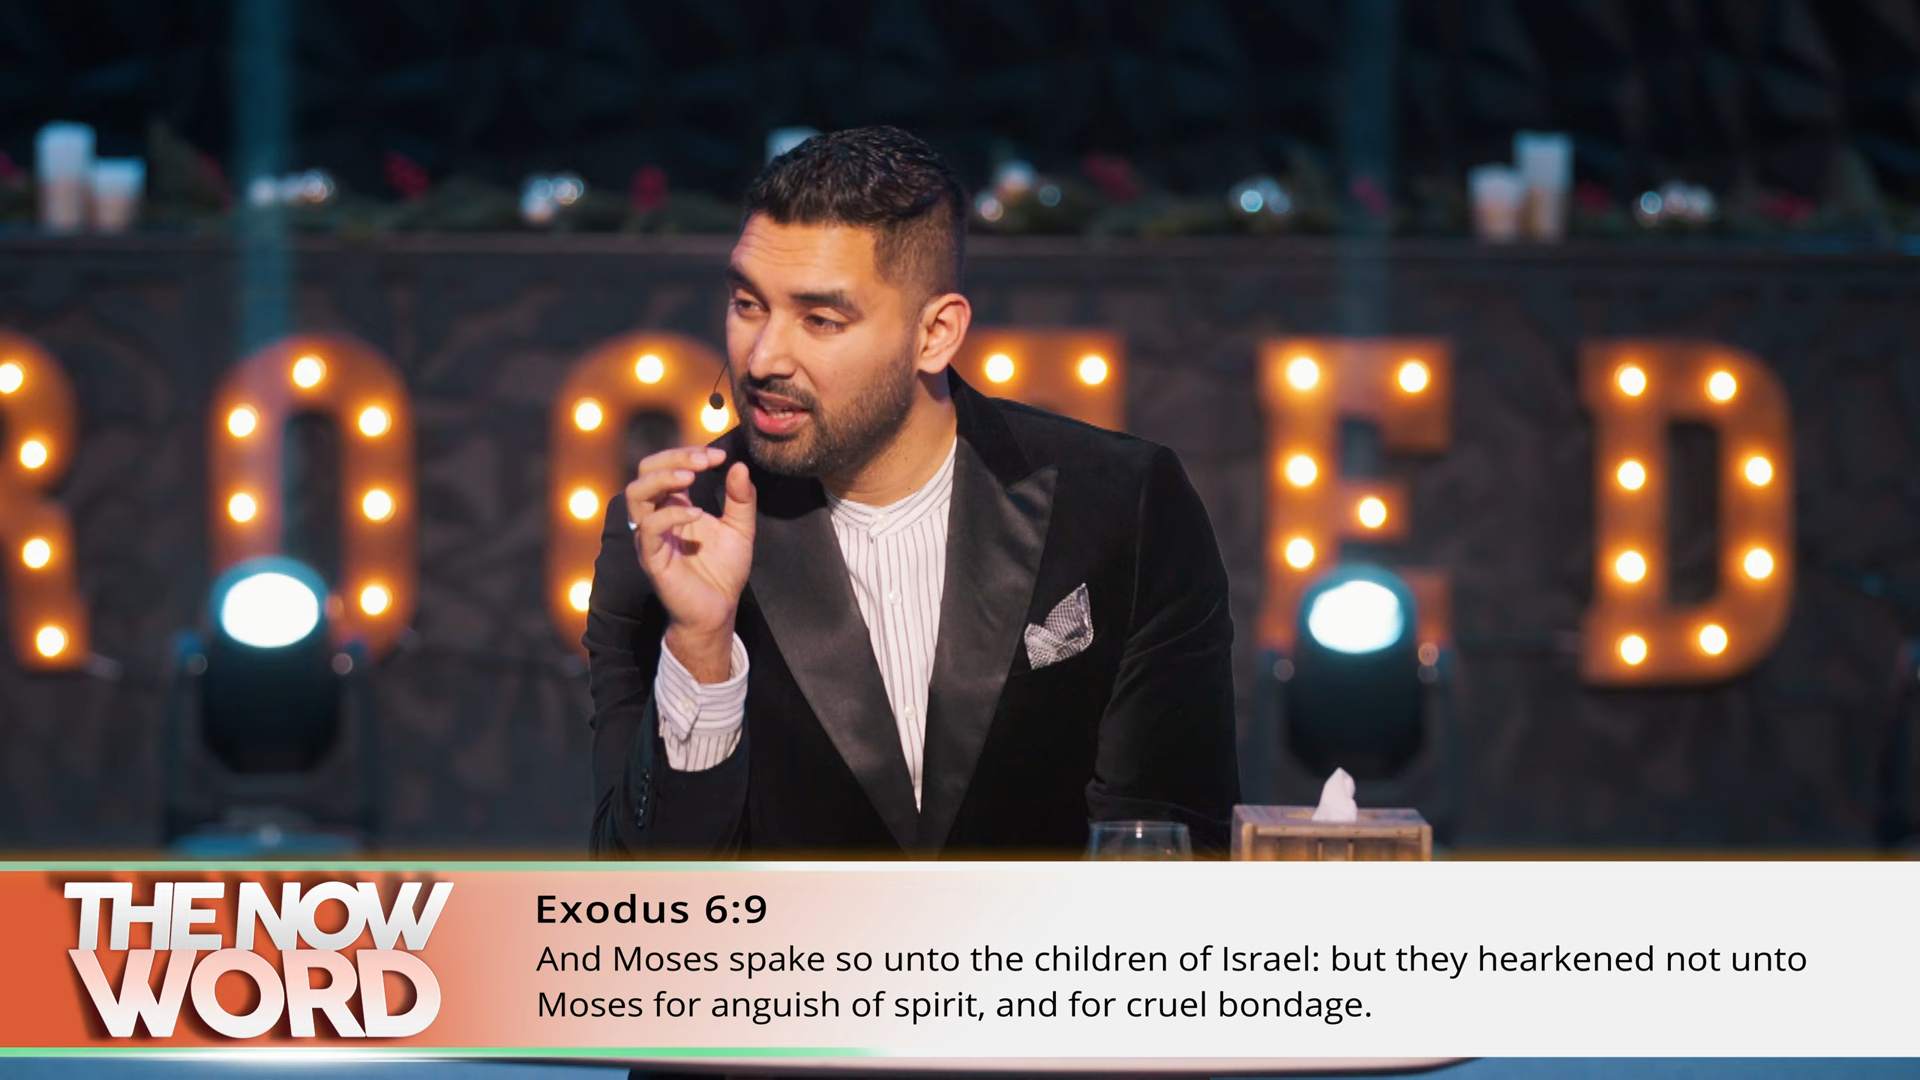 ROOTED
THE NOW
WORD
Exodus 6:9
And Moses spake so unto the children of Israel: but they hearkened not unto
Moses for anguish of spirit, and for cruel bondage.